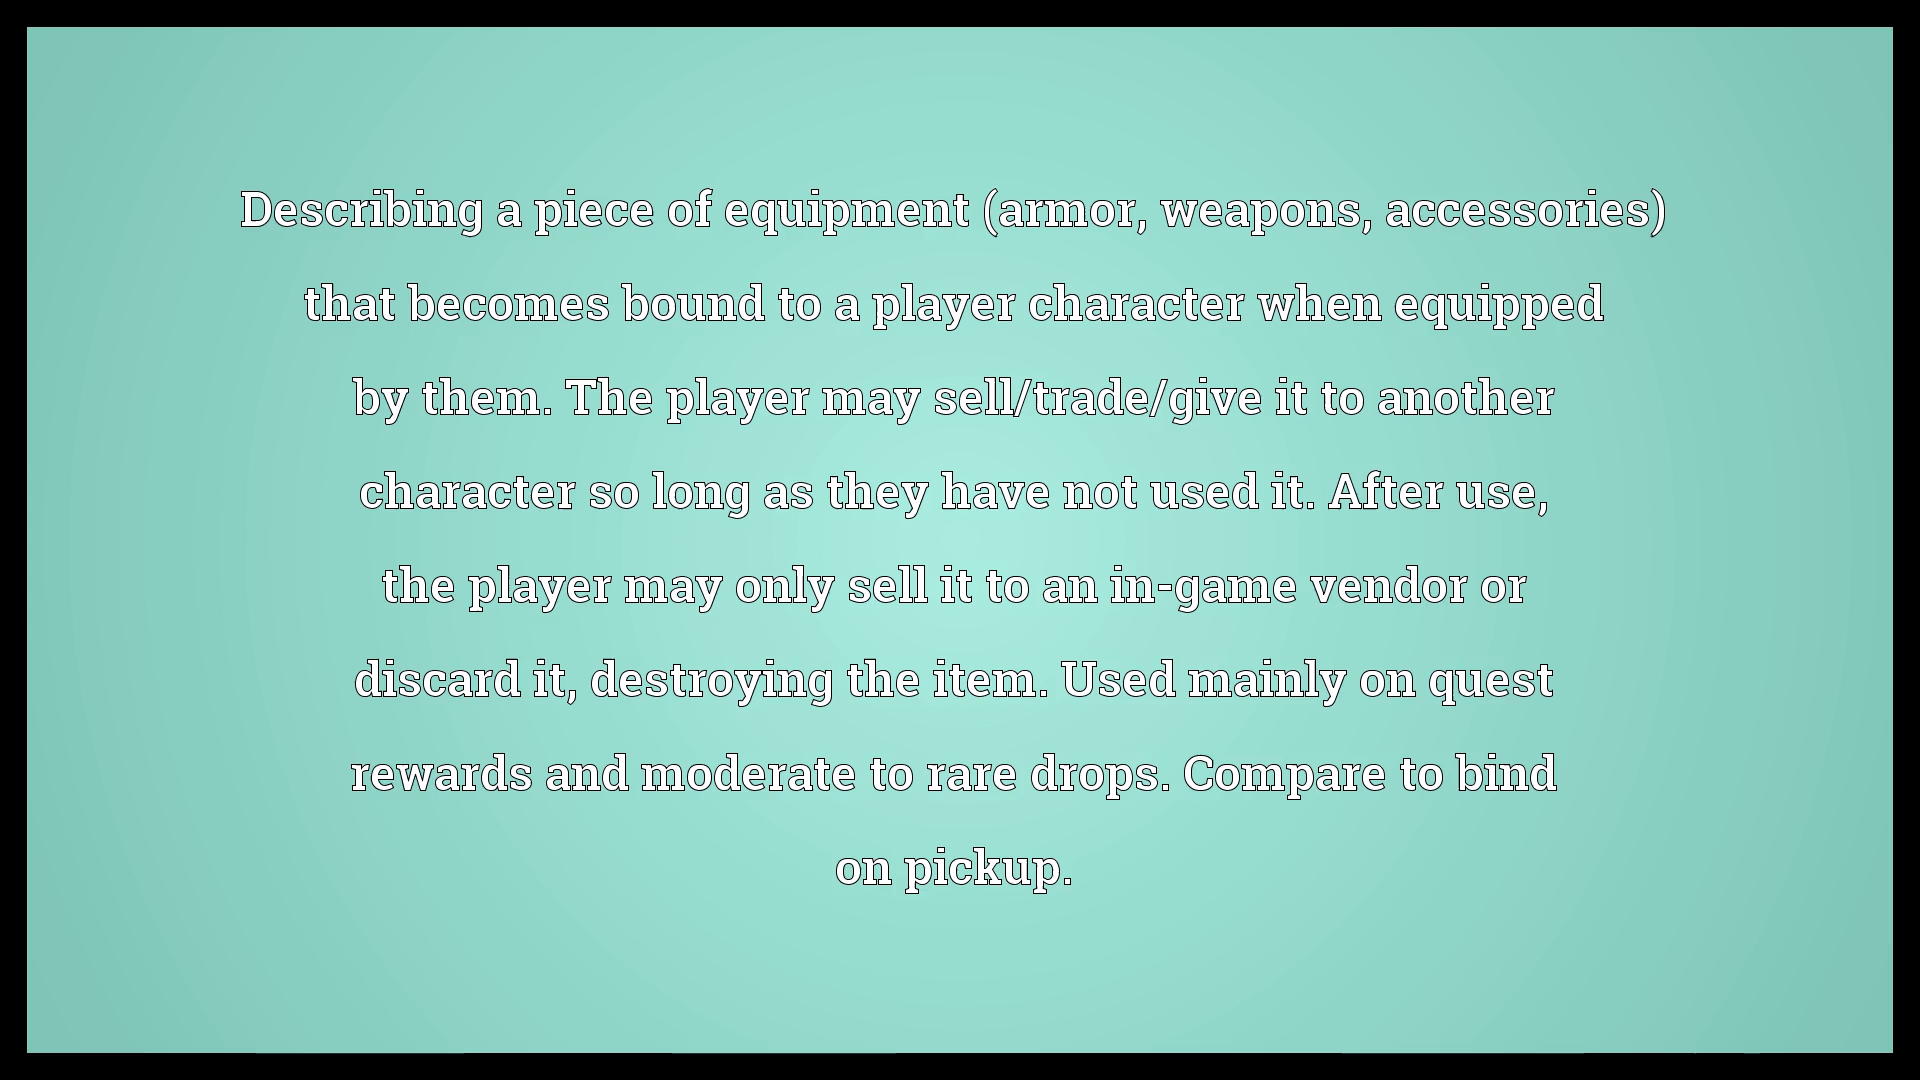 Describing a piece of equipment (armor, weapons, accessories)
that becomes bound to a player character when equipped
by them. The player may sell/trade/give it to another
character so long as they have not used it. After use,
the player may only sell it to an in-game vendor or
discard it, destroying the item. Used mainly on quest
rewards and moderate to rare drops. Compare to bind
on pickup.